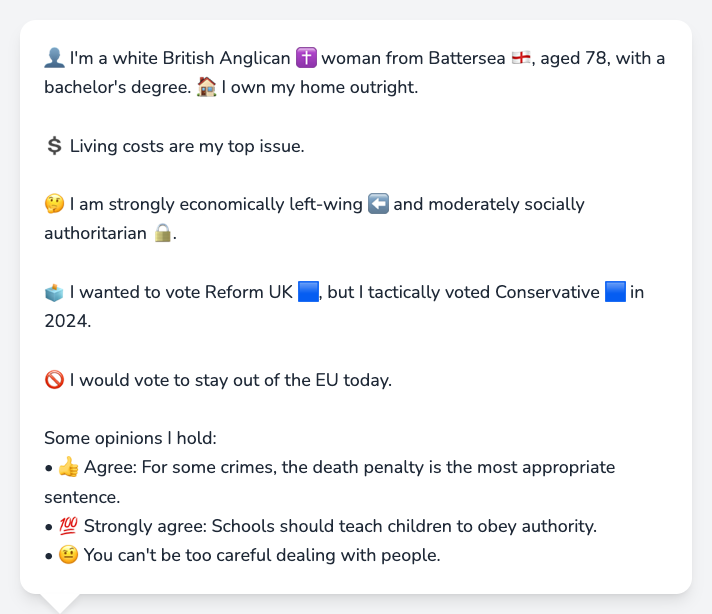 👤 I'm a white British Anglican ✝️ woman from Battersea 🏴󠁧󠁢󠁥󠁮󠁧󠁿, aged 78, with a
bachelor's degree. 🏠 I own my home outright.
💲 Living costs are my top issue.
🤔 I am strongly economically left-wing ⬅️ and moderately socially
authoritarian 🔒.
🗳️ I wanted to vote Reform UK 🟦, but I tactically voted Conservative 🟦 in
2024.
🚫 I would vote to stay out of the EU today.
Some opinions I hold:
• 👍 Agree: For some crimes, the death penalty is the most appropriate
sentence.
• 💯 Strongly agree: Schools should teach children to obey authority.
• 🤨 You can't be too careful dealing with people.